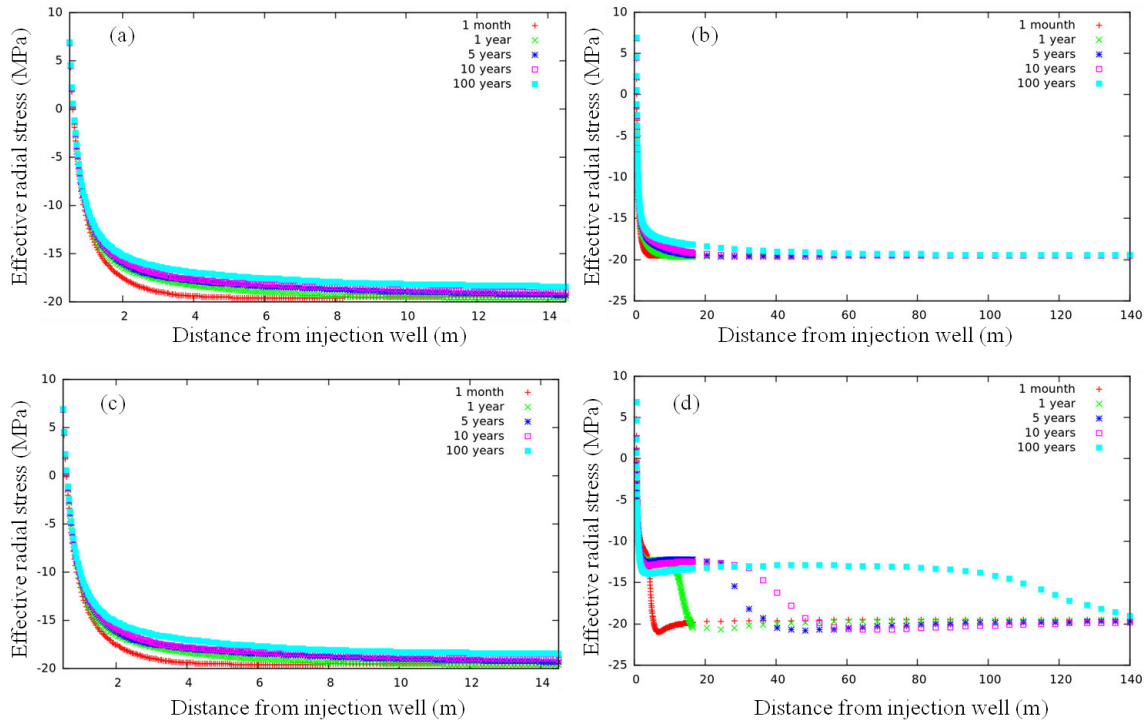 (a)
1 month
1 year
5 years
10 years
100 years
Effective radial stress (MPa)
10
5
0
-5
-10
-15
-20
2
4
6
8
10
12
14
Distance from injection well (m)
(b)
1 mounth
1 year
5 years
10 years
100 years
Effective radial stress (MPa)
10
5
0
-5
-10
-15
-20
-25
0
20
40
60
80
100
120
140
Distance from injection well (m)
(c)
1 month
1 year
5 years
10 years
100 years
Effective radial stress (MPa)
10
5
0
-5
-10
-15
-20
2
4
6
8
10
12
14
Distance from injection well (m)
(d)
1 mounth
1 year
5 years
10 years
100 years
Effective radial stress (MPa)
10
5
0
-5
-10
-15
-20
-25
0
20
40
60
80
100
120
140
Distance from injection well (m)